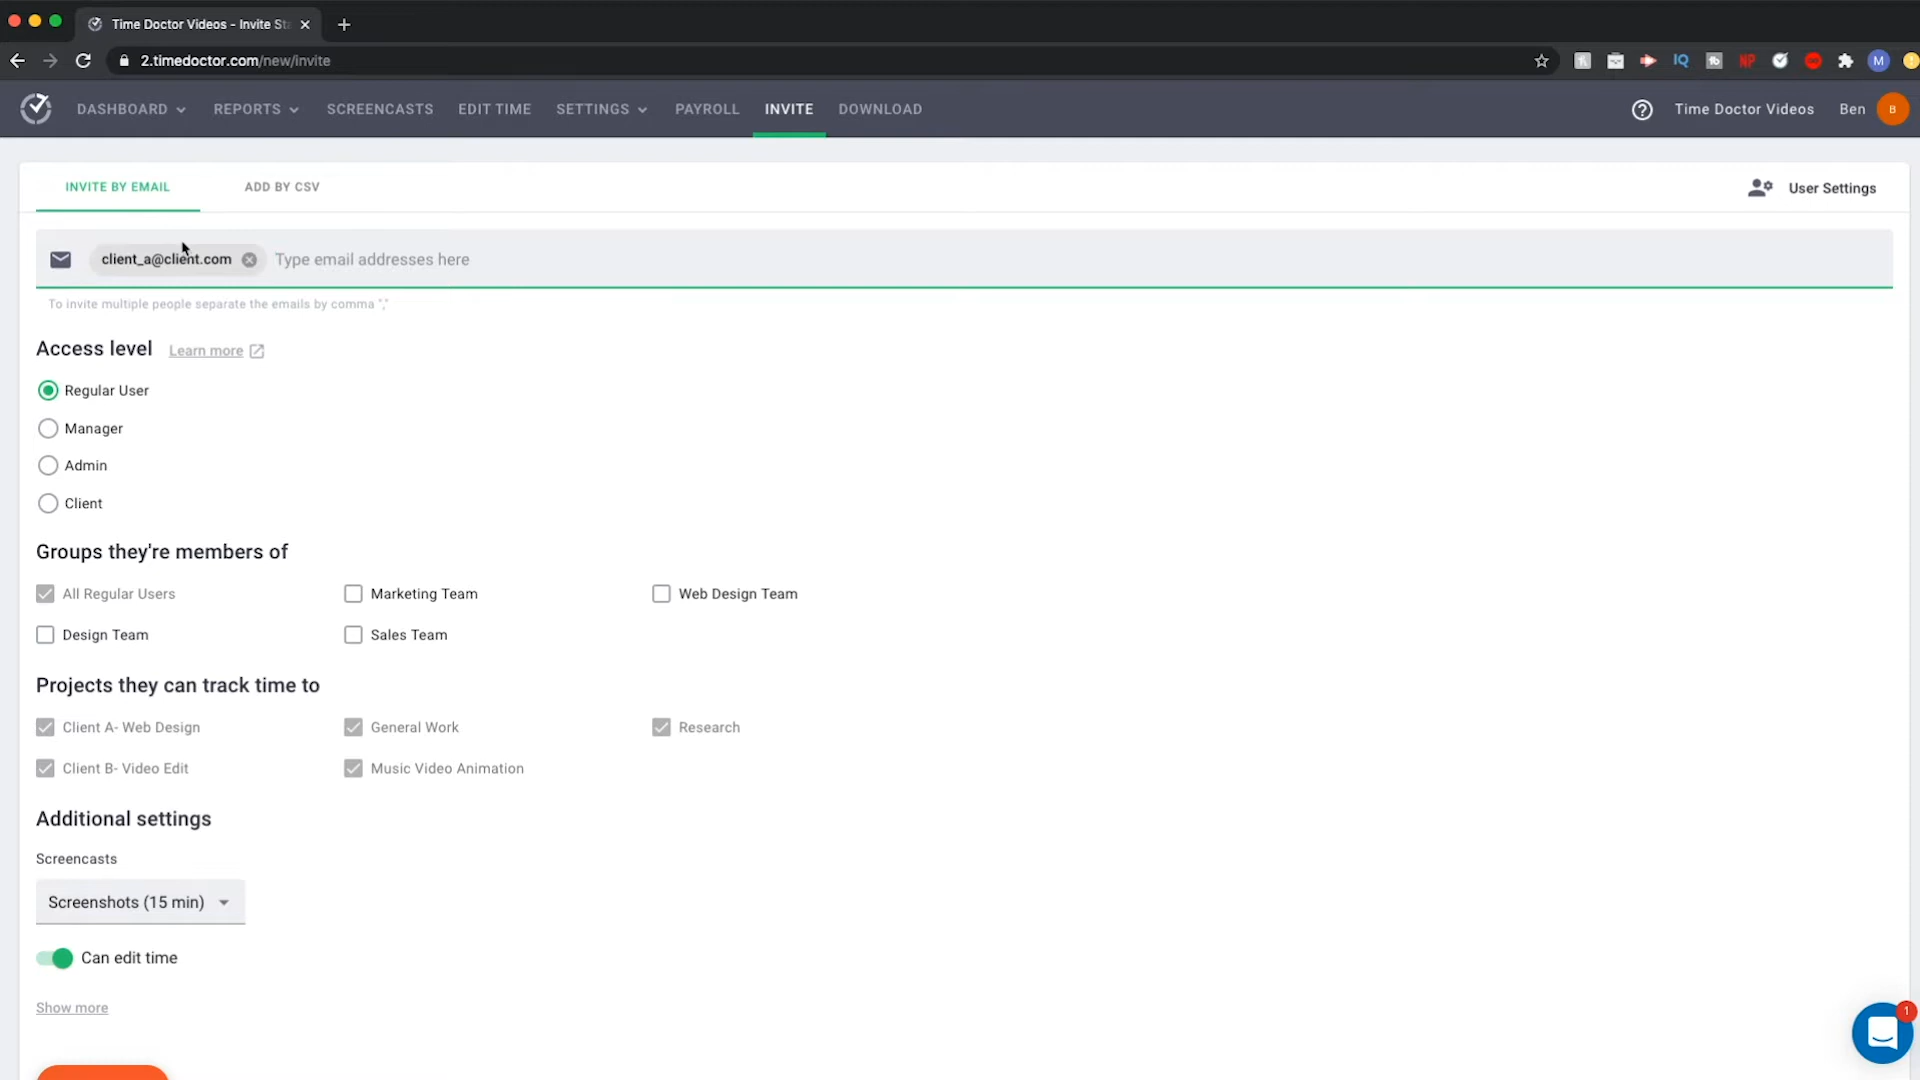 Time Doctor Videos - Invite St
2.timedoctor.com/new/invite
IQ
NP
M
DASHBOARD
REPORTS
SCREENCASTS
EDIT TIME
SETTINGS
PAYROLL
INVITE
DOWNLOAD
Time Doctor Videos
Ben
B
INVITE BY EMAIL
ADD BY CSV
User Settings
client_a@client.com
Type email addresses here
To invite multiple people separate the emails by comma ","
Access level
Learn more
Regular User
Manager
Admin
Client
Groups they're members of
All Regular Users
Marketing Team
Web Design Team
Design Team
Sales Team
Projects they can track time to
Client A- Web Design
General Work
Research
Client B- Video Edit
Music Video Animation
Additional settings
Screencasts
Screenshots (15 min)
Can edit time
Show more
1